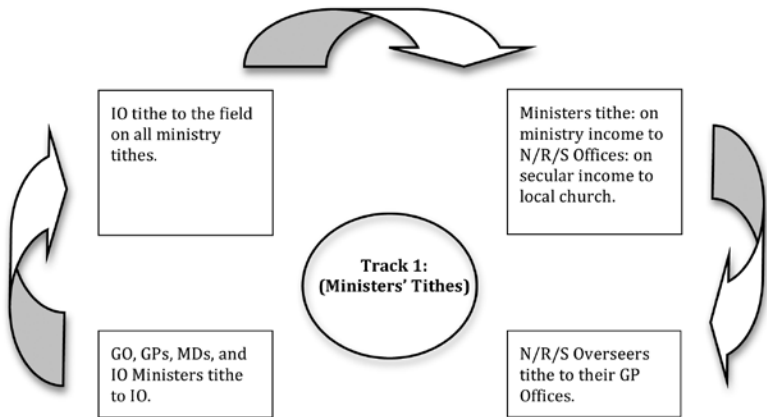 IO tithe to the field
on all ministry
tithes.
Ministers tithe: on
ministry income to
N/R/S Offices: on
secular income to
local church.
Track 1:
(Ministers' Tithes)
GO, GPs, MDs, and
IO Ministers tithe
to IO.
N/R/S Overseers
tithe to their GP
Offices.